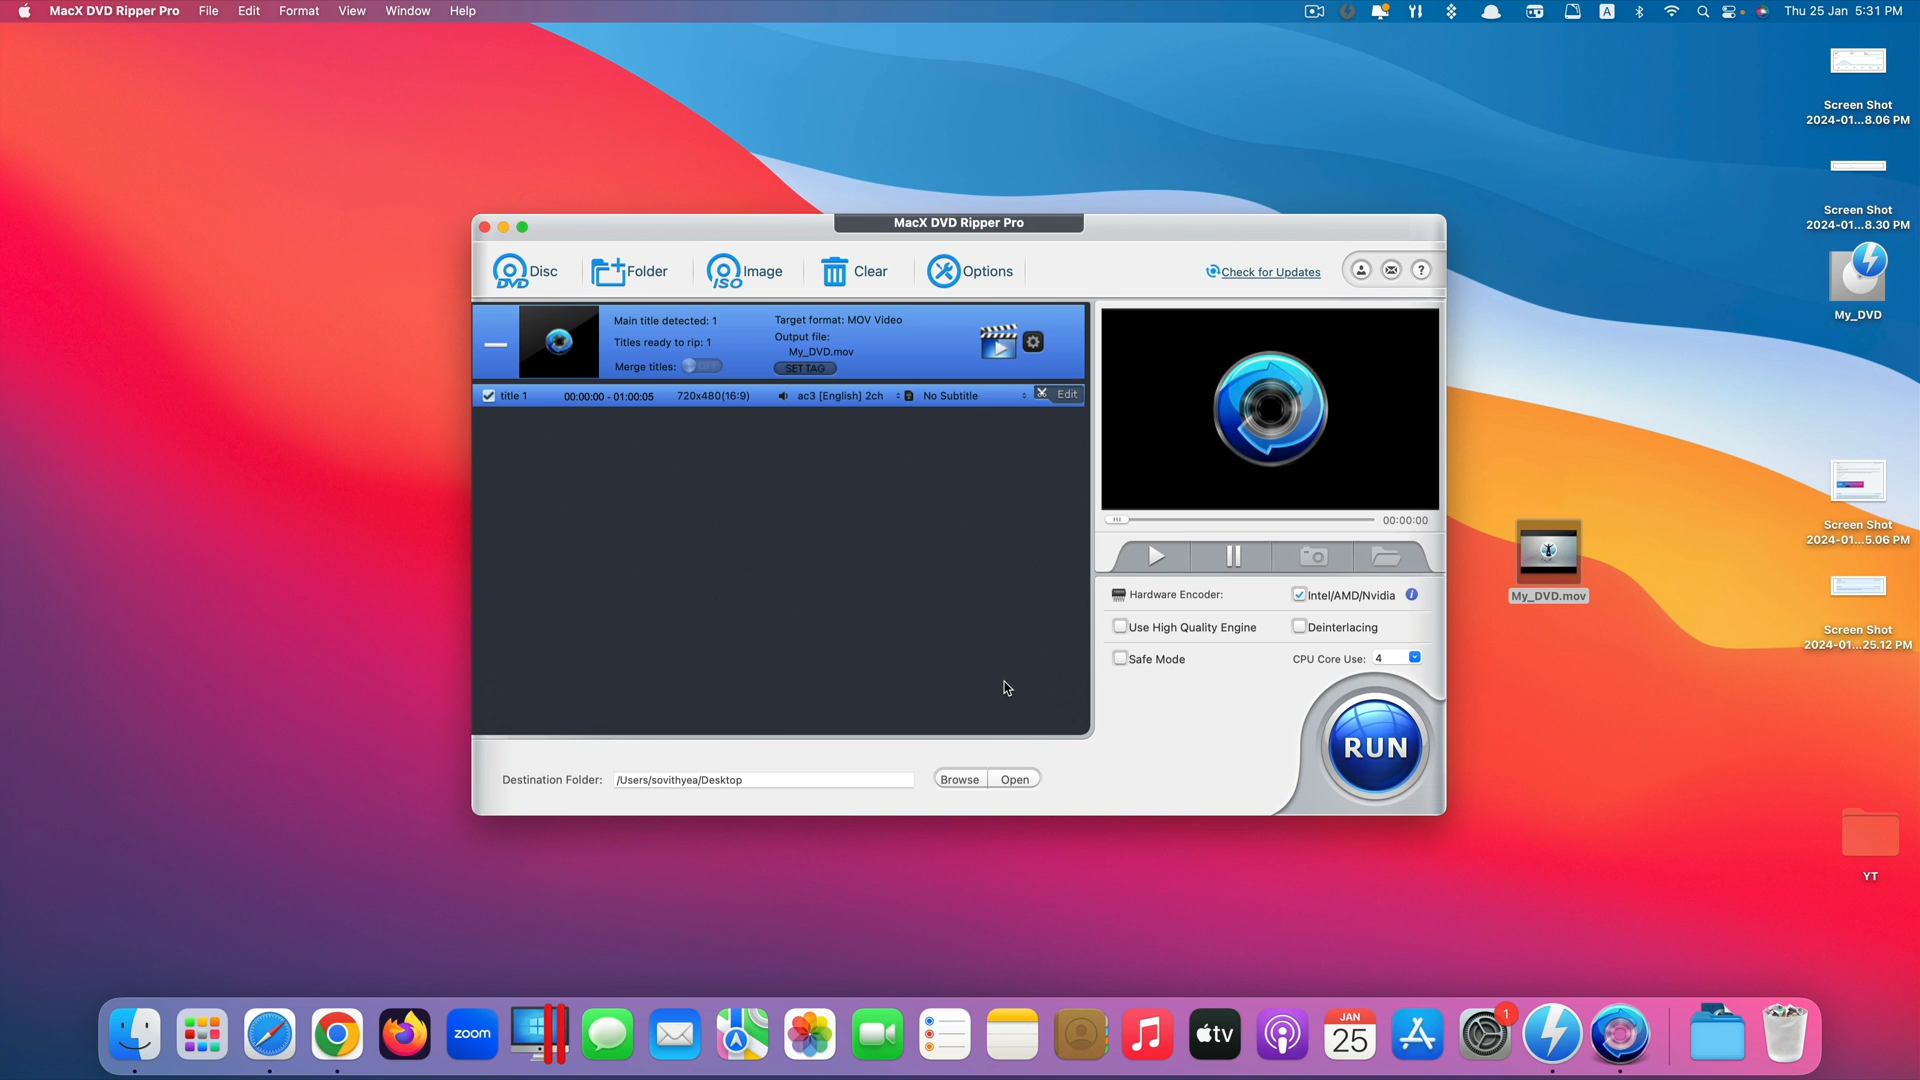 MacX DVD Ripper Pro File Edit Format View Window Help A Thu 25 Jan 5:31 PM
Screen Shot
2024-01...8.06 PM
Screen Shot
2024-01...8.30 PM
My_DVD
MacX DVD Ripper Pro
DVD Disc Folder ISO Image Clear Options Check for Updates ?
Main title detected: 1
Titles ready to rip: 1
Merge titles: OFF
Target format: MOV Video
Output file:
My_DVD.mov
SET TAG
title 1 00:00:00 - 01:00:05 720x480(16:9) ac3 [English] 2ch No Subtitle Edit
00:00:00
Hardware Encoder: Intel/AMD/Nvidia i
Use High Quality Engine Deinterlacing
Safe Mode CPU Core Use: 4
RUN
Destination Folder: /Users/sovithyea/Desktop Browse Open
My_DVD.mov
Screen Shot
2024-01...5.06 PM
Screen Shot
2024-01...25.12 PM
YT
zoom
tv
JAN
25
1